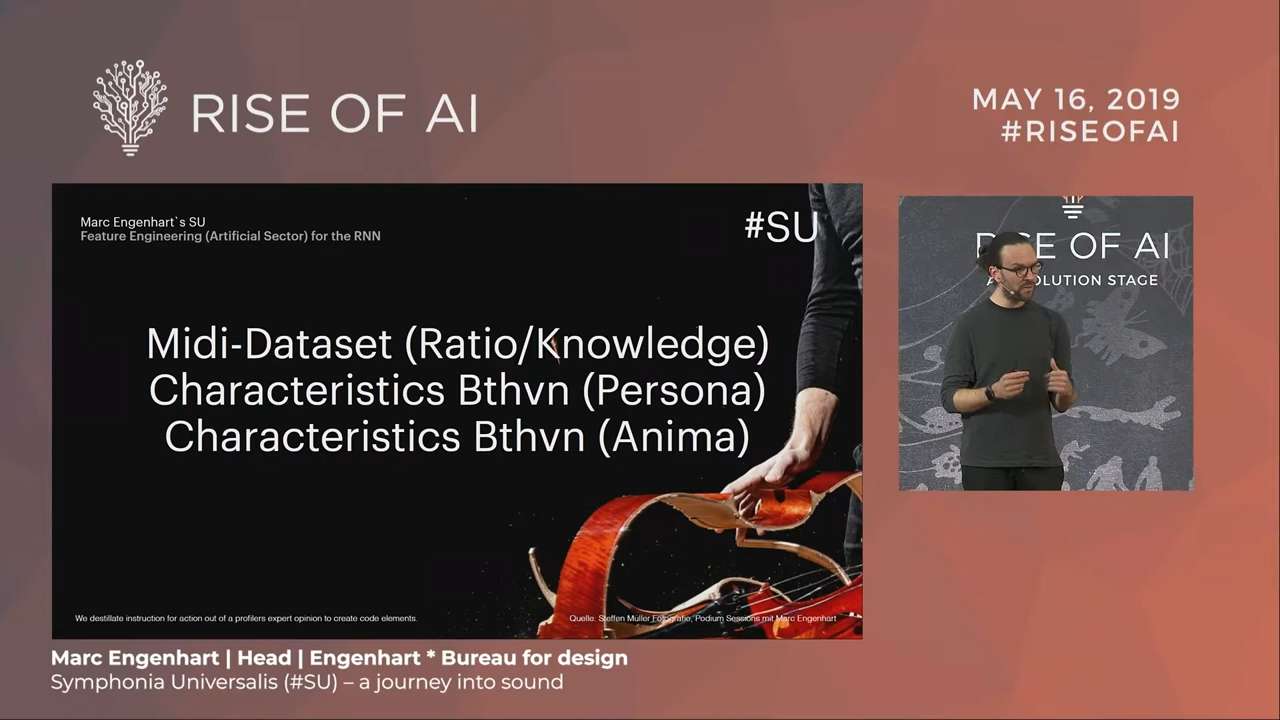 RISE OF AI
MAY 16, 2019
#RISEOFAI
Marc Engenhart`s SU
Feature Engineering (Artificial Sector) for the RNN
#SU
Midi-Dataset (Ratio/Knowledge)
Characteristics Bthvn (Persona)
Characteristics Bthvn (Anima)
We destillate instruction for action out of a profilers expert opinion to create code elements.
Quelle: Steffen Müller Fotografie, Podium Sessions mit Marc Engenhart
RISE OF AI
OLUTION STAGE
Marc Engenhart | Head | Engenhart * Bureau for design
Symphonia Universalis (#SU) – a journey into sound